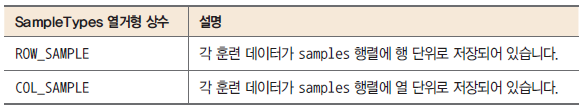 SampleTypes 열거형 상수 설명
ROW_SAMPLE 각 훈련 데이터가 samples 행렬에 행 단위로 저장되어 있습니다.
COL_SAMPLE 각 훈련 데이터가 samples 행렬에 열 단위로 저장되어 있습니다.